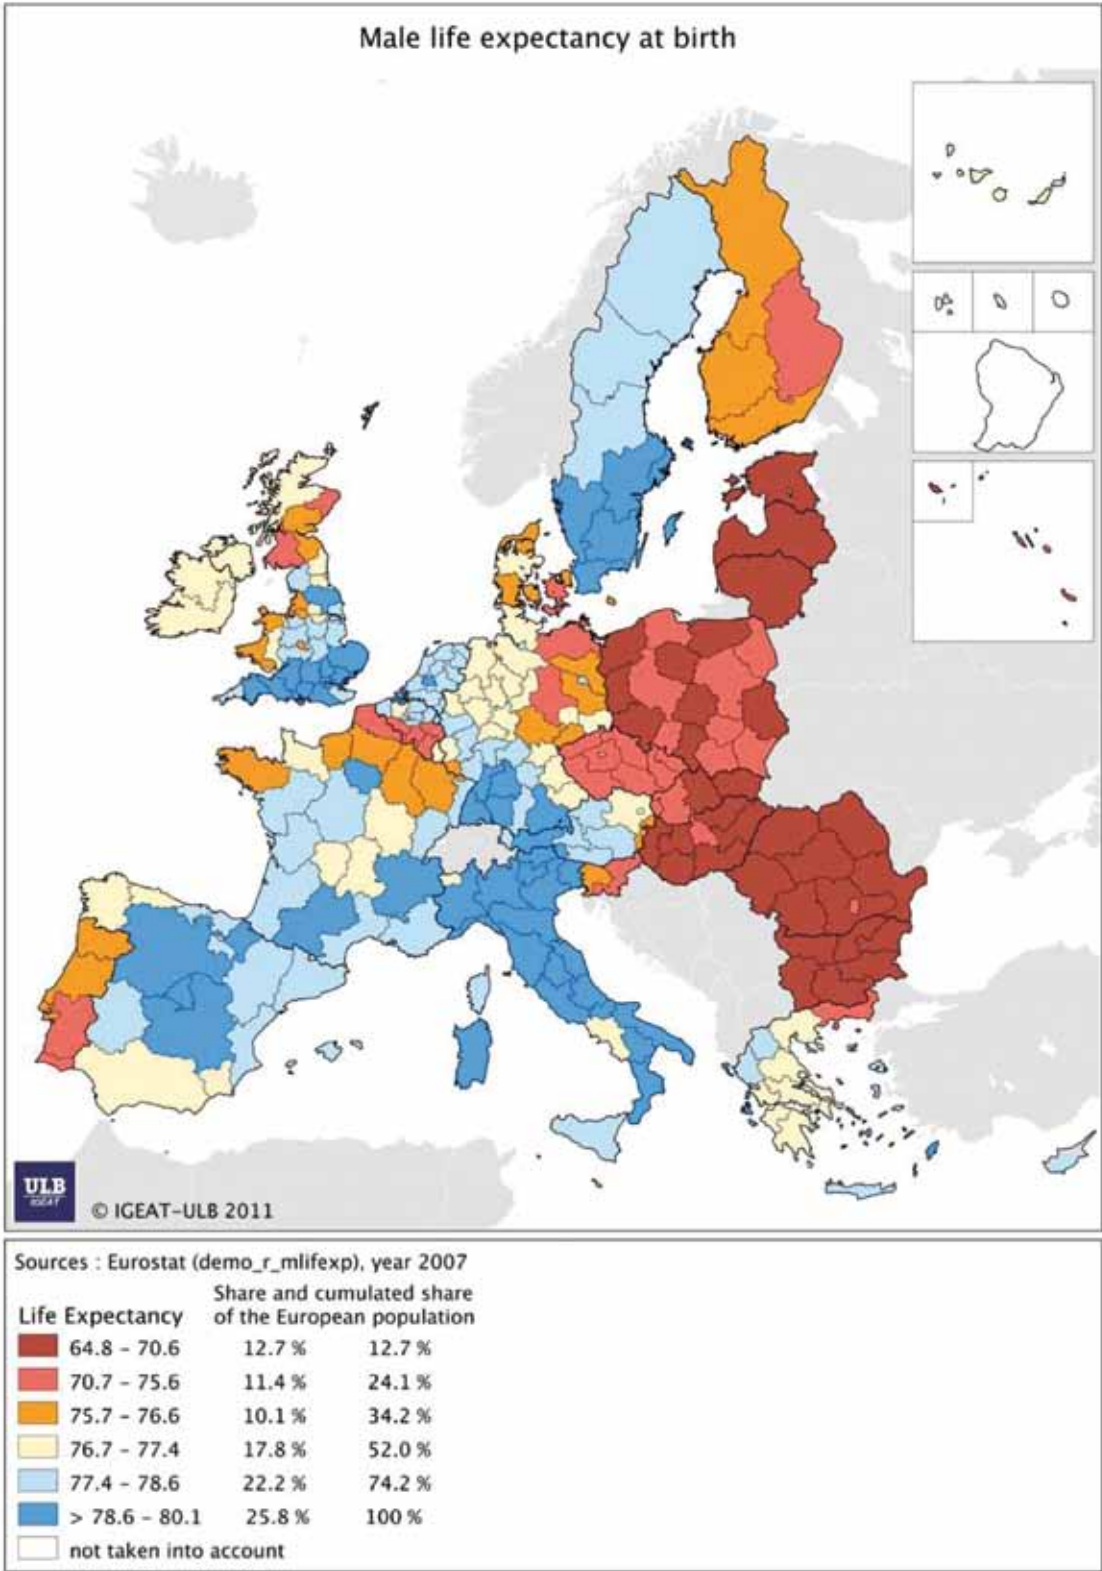 Male life expectancy at birth
ULB
IGEAT
© IGEAT-ULB 2011
Sources : Eurostat (demo_r_mlifexp), year 2007
Share and cumulated share
Life Expectancy of the European population
64.8 - 70.6 12.7 % 12.7 %
70.7 - 75.6 11.4 % 24.1 %
75.7 - 76.6 10.1 % 34.2 %
76.7 - 77.4 17.8 % 52.0 %
77.4 - 78.6 22.2 % 74.2 %
> 78.6 - 80.1 25.8 % 100 %
not taken into account